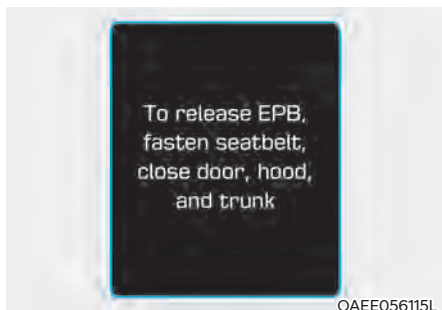 To release EPB,
fasten seatbelt,
close door, hood,
and trunk
OAEE056115L